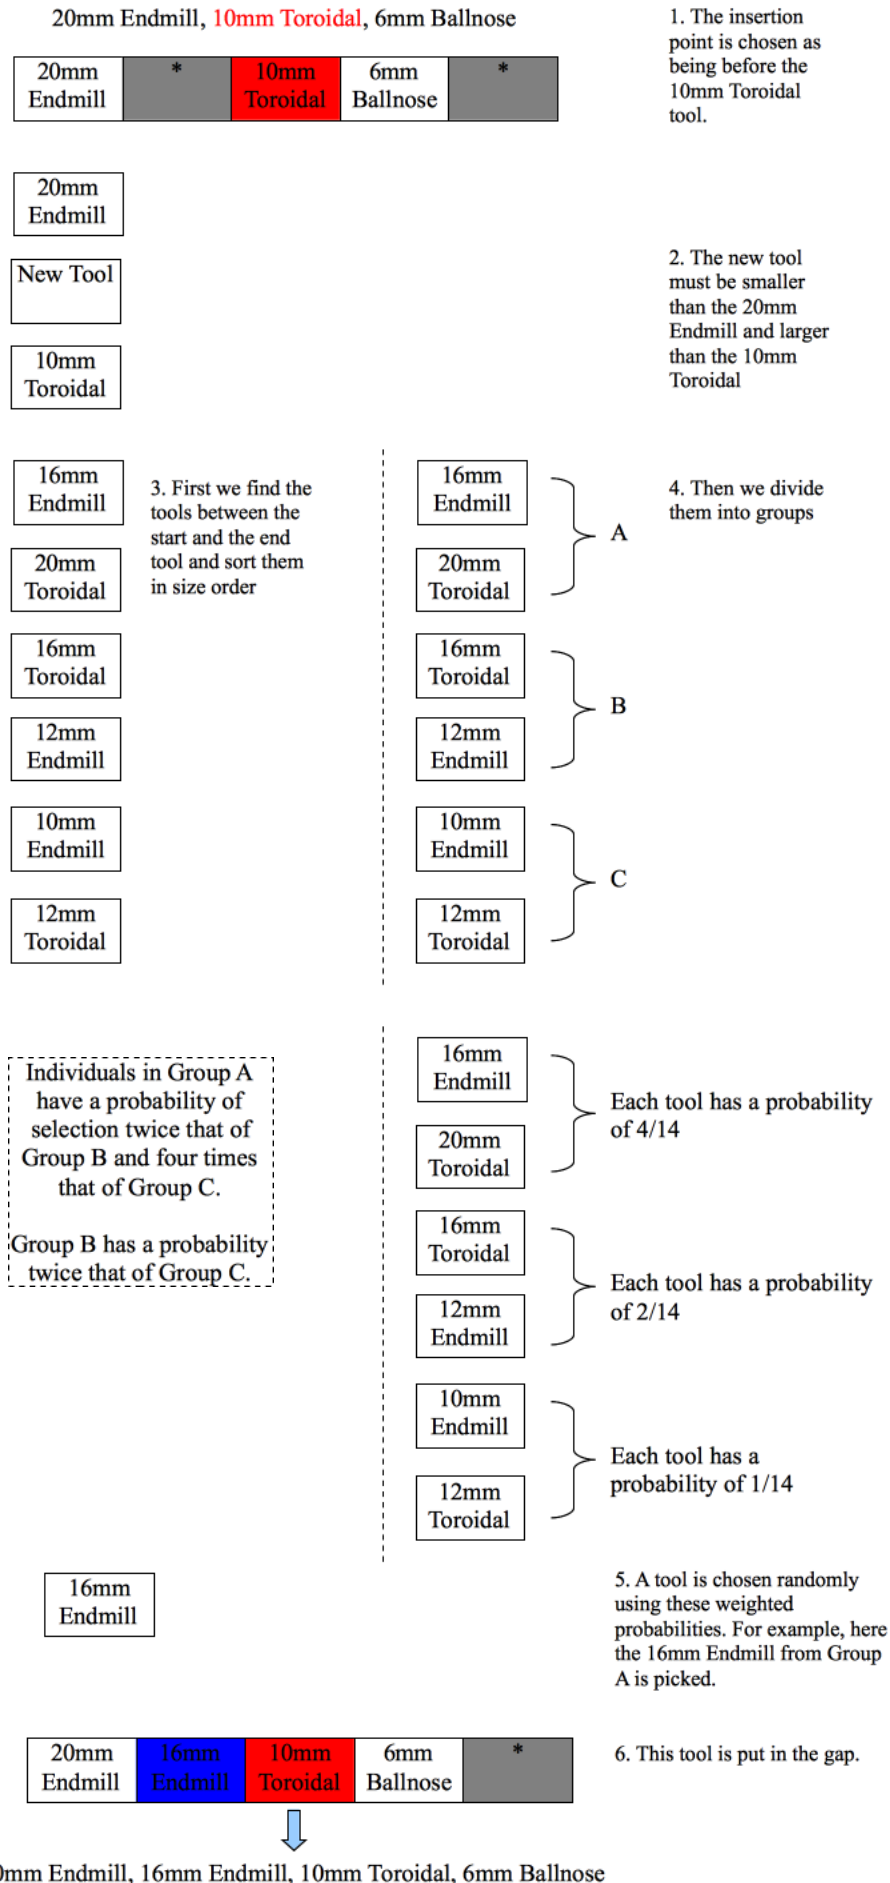 20mm Endmill, 10mm Toroidal, 6mm Ballnose
20mm
Endmill
*
10mm
Toroidal
6mm
Ballnose
*
1. The insertion
point is chosen as
being before the
10mm Toroidal
tool.
20mm
Endmill
New Tool
10mm
Toroidal
2. The new tool
must be smaller
than the 20mm
Endmill and larger
than the 10mm
Toroidal
16mm
Endmill
20mm
Toroidal
16mm
Toroidal
12mm
Endmill
10mm
Endmill
12mm
Toroidal
3. First we find the
tools between the
start and the end
tool and sort them
in size order
16mm
Endmill
20mm
Toroidal
A
16mm
Toroidal
12mm
Endmill
B
10mm
Endmill
12mm
Toroidal
C
4. Then we divide
them into groups
Individuals in Group A
have a probability of
selection twice that of
Group B and four times
that of Group C.
Group B has a probability
twice that of Group C.
16mm
Endmill
20mm
Toroidal
Each tool has a probability
of 4/14
16mm
Toroidal
12mm
Endmill
Each tool has a probability
of 2/14
10mm
Endmill
12mm
Toroidal
Each tool has a
probability of 1/14
16mm
Endmill
5. A tool is chosen randomly
using these weighted
probabilities. For example, here
the 16mm Endmill from Group
A is picked.
20mm
Endmill
16mm
Endmill
10mm
Toroidal
6mm
Ballnose
*
6. This tool is put in the gap.
0mm Endmill, 16mm Endmill, 10mm Toroidal, 6mm Ballnose